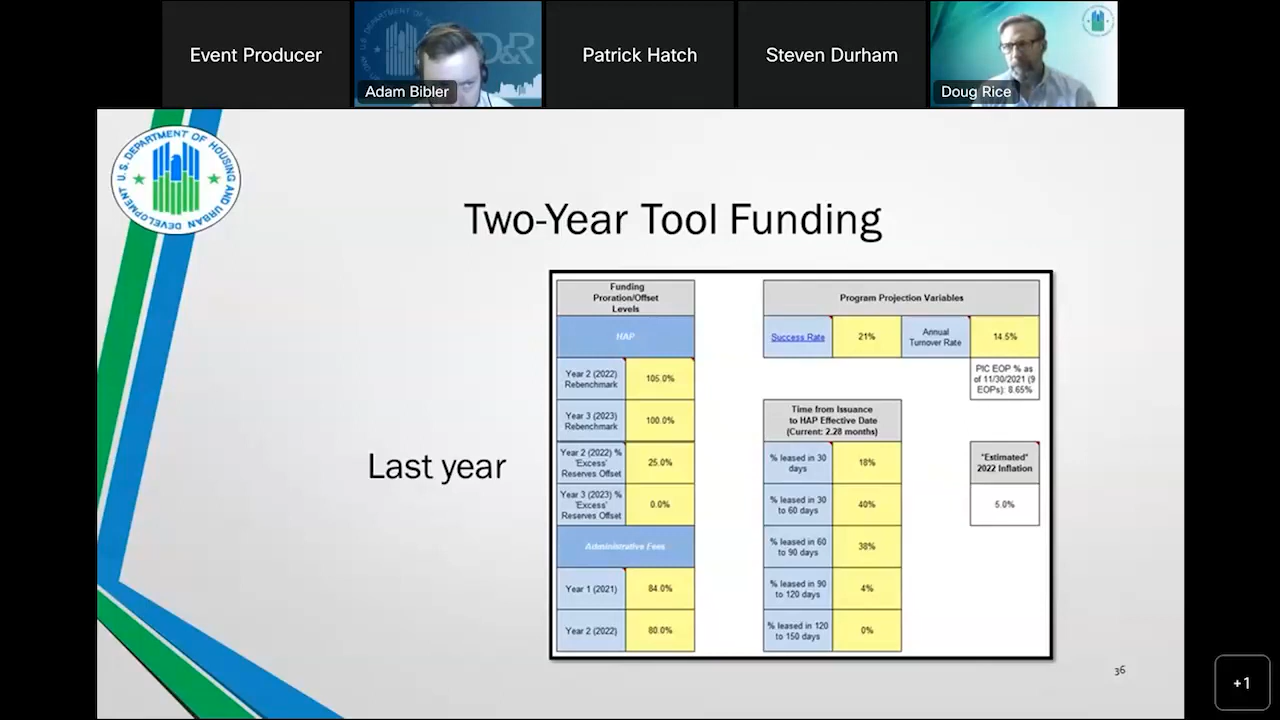 Event Producer
Adam Bibler
Patrick Hatch
Steven Durham
Doug Rice
D&R
U.S. DEPARTMENT OF HOUSING AND URBAN DEVELOPMENT
Two-Year Tool Funding
Last year
Funding
Proration/Offset
Levels
HAP
Year 2 (2022)
Rebenchmark
105.0%
Year 3 (2023)
Rebenchmark
100.0%
Year 2 (2022) %
'Excess'
Reserves Offset
25.0%
Year 3 (2023) %
'Excess'
Reserves Offset
0.0%
Administrative Fees
Year 1 (2021)
84.0%
Year 2 (2022)
80.0%
Program Projection Variables
Success Rate
21%
Annual
Turnover Rate
14.5%
PIC EOP % as
of 11/30/2021 (9
EOPs): 8.65%
Time from Issuance
to HAP Effective Date
(Current: 2.28 months)
% leased in 30
days
18%
% leased in 30
to 60 days
40%
% leased in 60
to 90 days
38%
% leased in 90
to 120 days
4%
% leased in 120
to 150 days
0%
"Estimated"
2022 Inflation
5.0%
36
+1